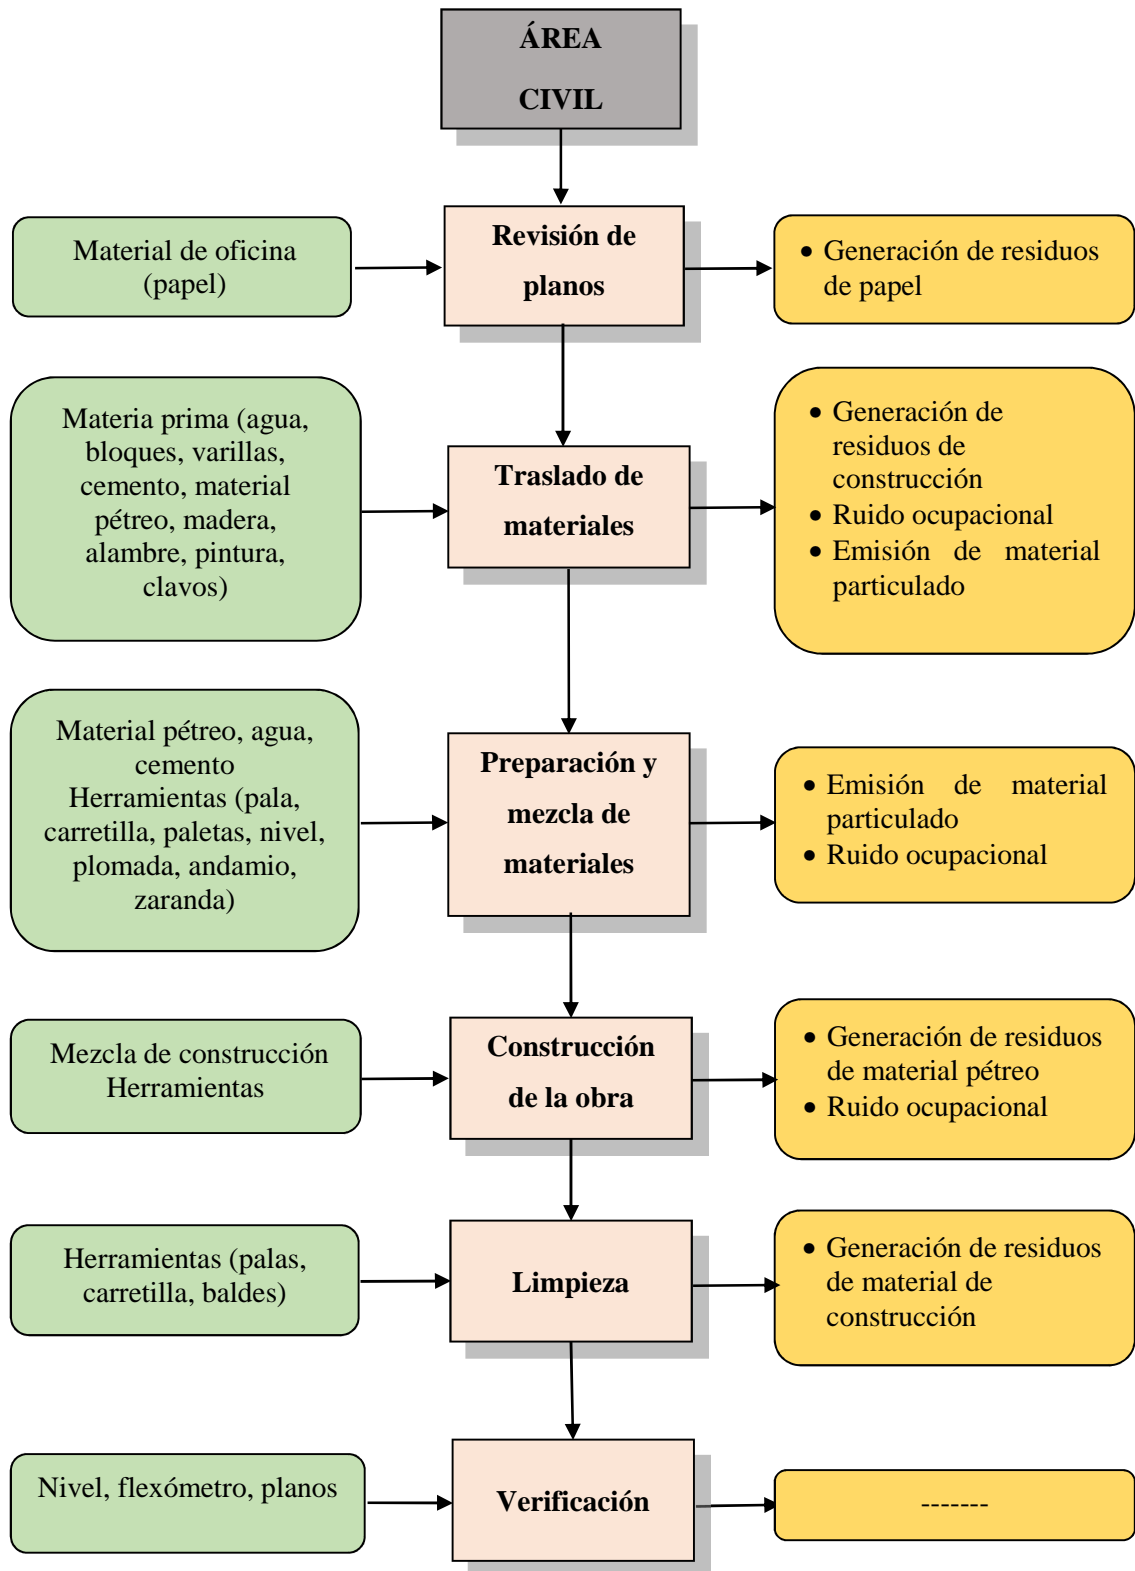 ÁREA
CIVIL
Material de oficina
(papel)
Revisión de
planos
• Generación de residuos
de papel
Materia prima (agua,
bloques, varillas,
cemento, material
pétreo, madera,
alambre, pintura,
clavos)
Traslado de
materiales
• Generación de
residuos de
construcción
• Ruido ocupacional
• Emisión de material
particulado
Material pétreo, agua,
cemento
Herramientas (pala,
carretilla, paletas, nivel,
plomada, andamio,
zaranda)
Preparación y
mezcla de
materiales
• Emisión de material
particulado
• Ruido ocupacional
Mezcla de construcción
Herramientas
Construcción
de la obra
• Generación de residuos
de material pétreo
• Ruido ocupacional
Herramientas (palas,
carretilla, baldes)
Limpieza
• Generación de residuos
de material de
construcción
Nivel, flexómetro, planos
Verificación
-------